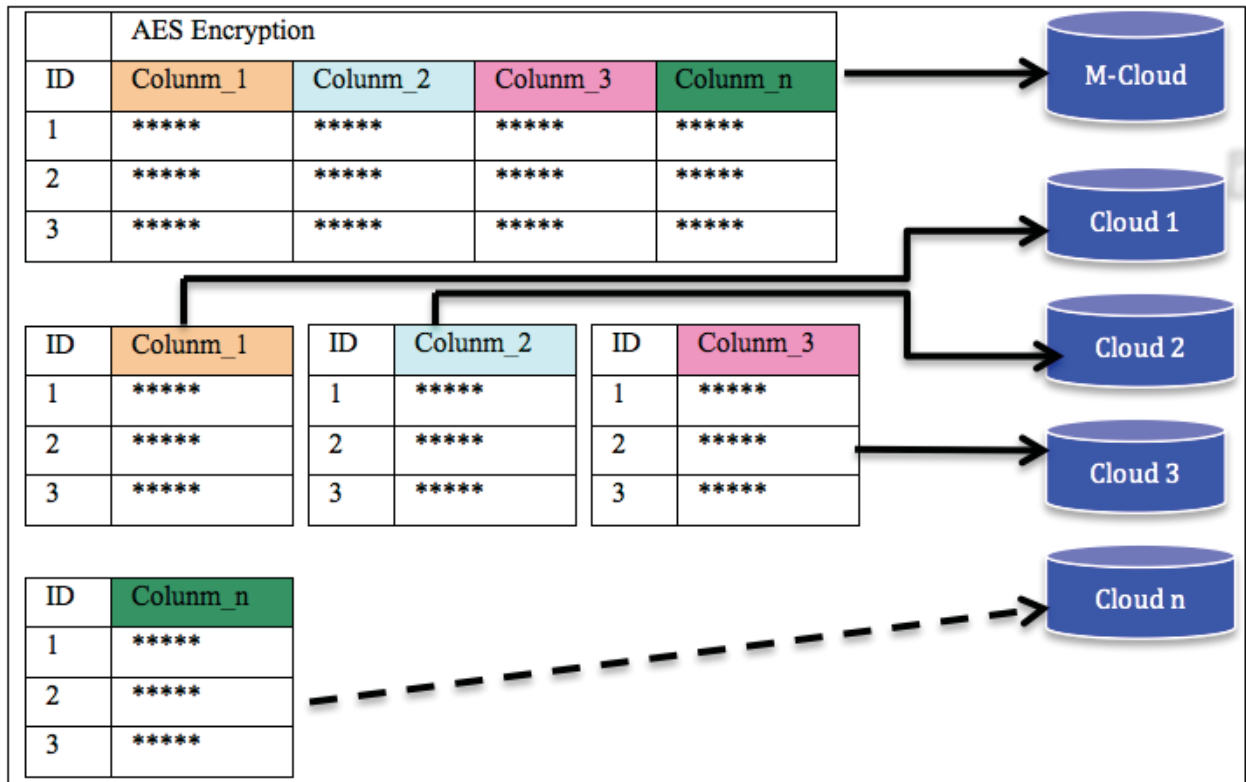 AES Encryption
ID Colunm_1 Colunm_2 Colunm_3 Colunm_n
1 ***** ***** ***** *****
2 ***** ***** ***** *****
3 ***** ***** ***** *****
M-Cloud
Cloud 1
Cloud 2
Cloud 3
Cloud n
ID Colunm_1
1 *****
2 *****
3 *****
ID Colunm_2
1 *****
2 *****
3 *****
ID Colunm_3
1 *****
2 *****
3 *****
ID Colunm_n
1 *****
2 *****
3 *****